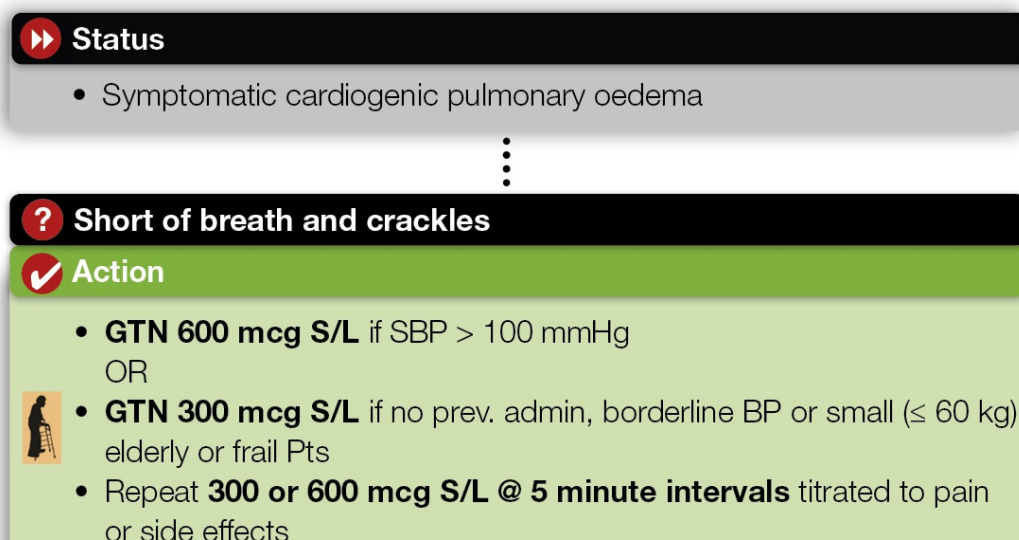 Status
• Symptomatic cardiogenic pulmonary oedema
? Short of breath and crackles
Action
• GTN 600 mcg S/L if SBP > 100 mmHg
OR
• GTN 300 mcg S/L if no prev. admin, borderline BP or small (≤ 60 kg)
elderly or frail Pts
• Repeat 300 or 600 mcg S/L @ 5 minute intervals titrated to pain
or side effects